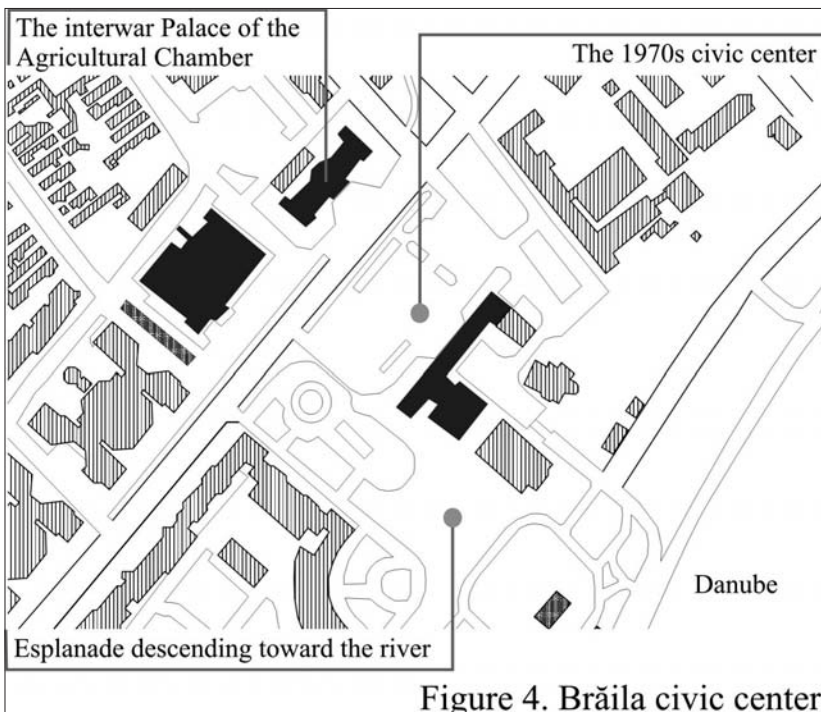 The interwar Palace of the
Agricultural Chamber
The 1970s civic center
Danube
Esplanade descending toward the river
Figure 4. Brăila civic center